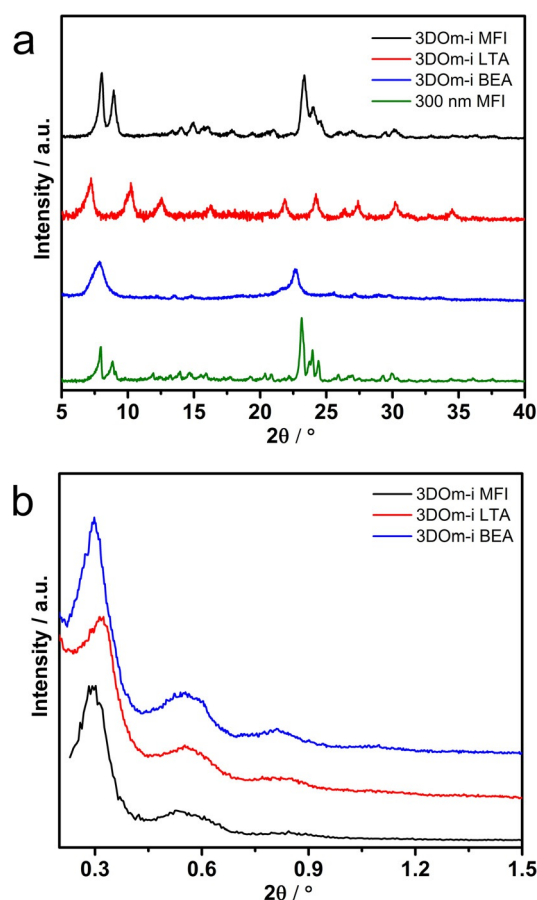 a
3DOm-i MFI
3DOm-i LTA
3DOm-i BEA
300 nm MFI
Intensity / a.u.
5 10 15 20 25 30 35 40
2θ / °
b
3DOm-i MFI
3DOm-i LTA
3DOm-i BEA
Intensity / a.u.
0.3 0.6 0.9 1.2 1.5
2θ / °